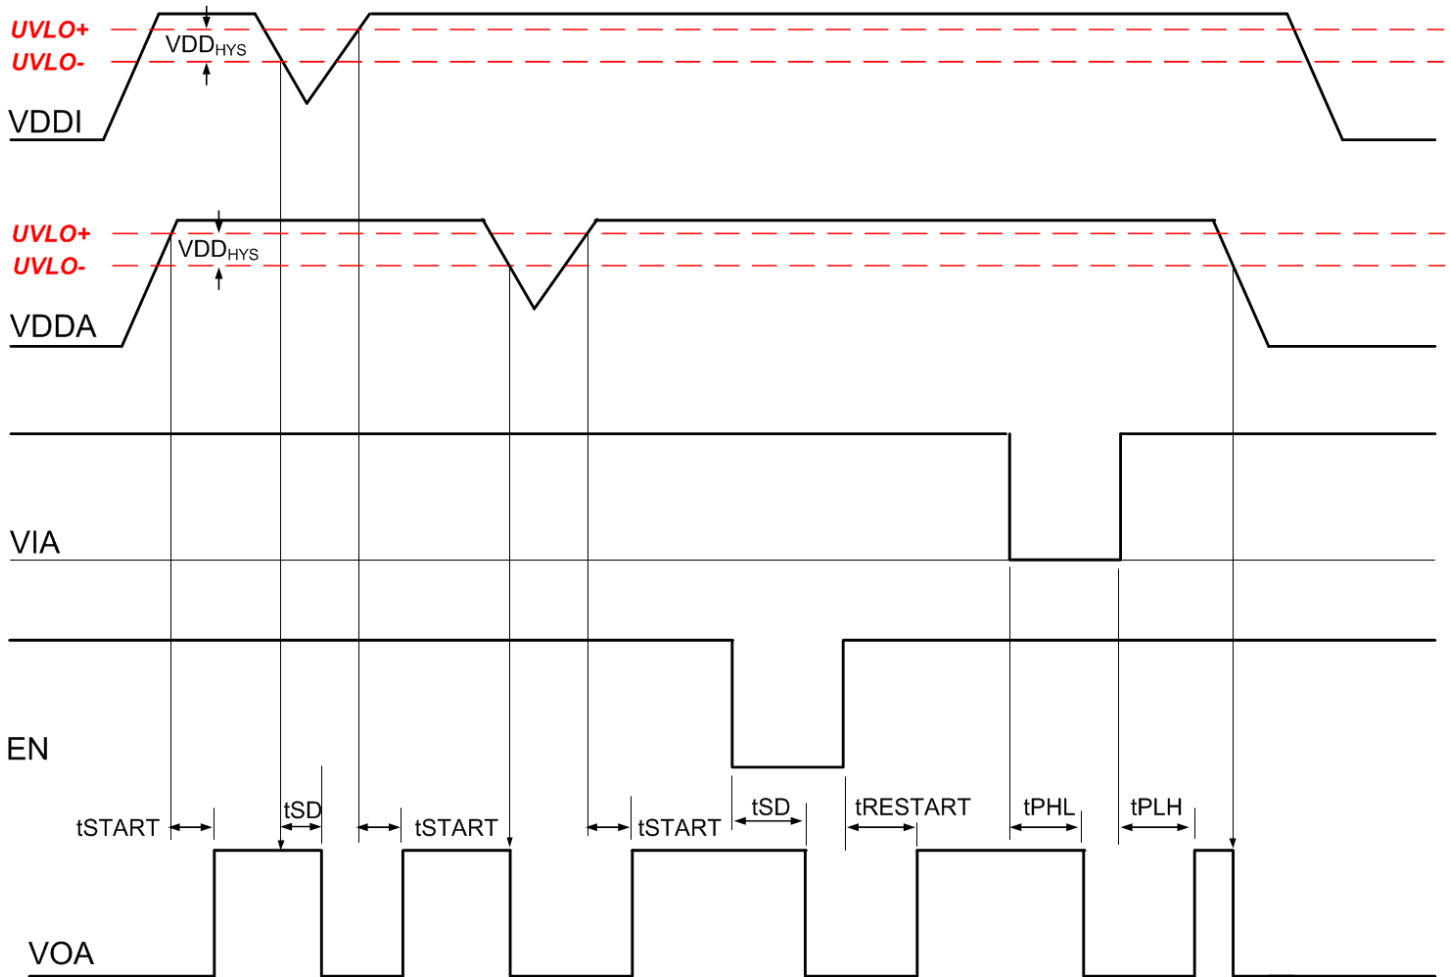 UVLO+
VDDHYS
UVLO-
VDDI
UVLO+
VDDHYS
UVLO-
VDDA
VIA
EN
tSTART
tSD
tSTART
tSTART
tSD
tRESTART
tPHL
tPLH
VOA